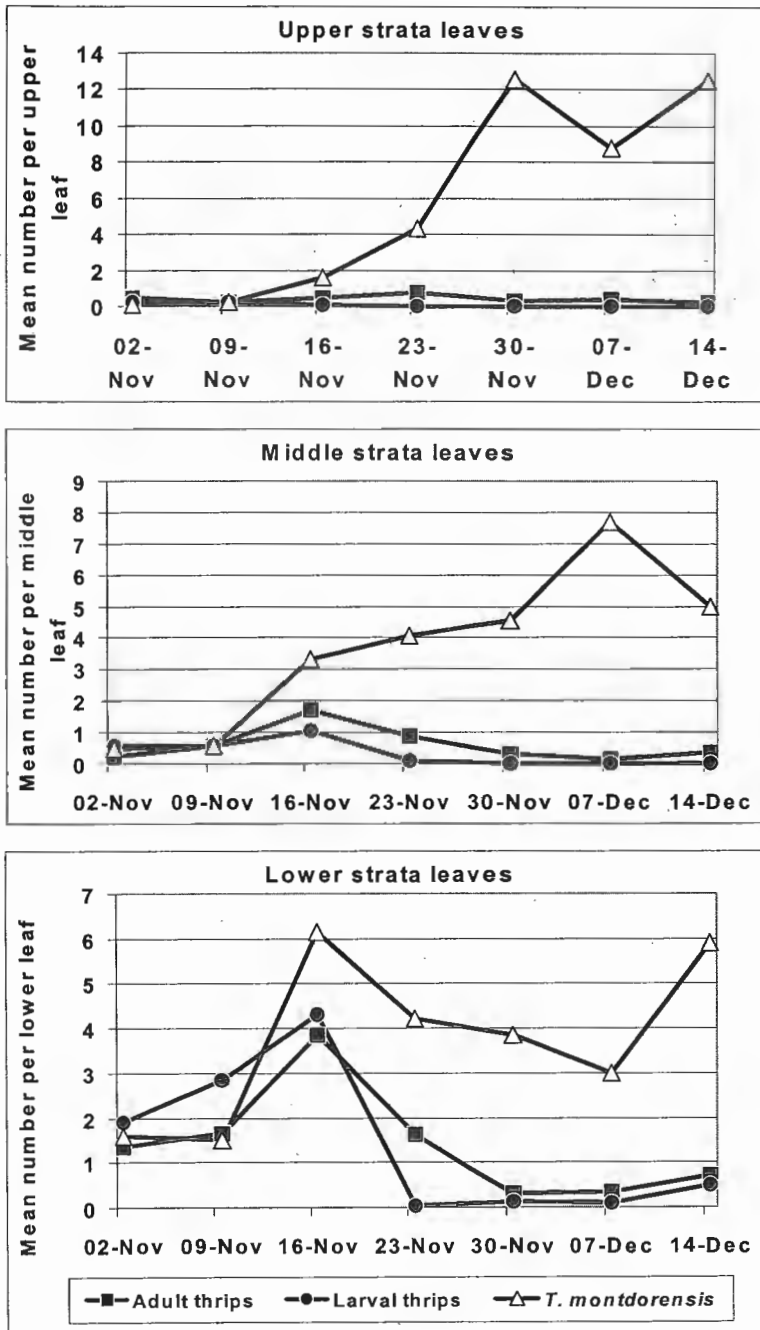 Upper strata leaves
Mean number per upper
leaf
14
12
10
8
6
4
2
0
02- 09- 16- 23- 30- 07- 14-
Nov Nov Nov Nov Nov Dec Dec
Middle strata leaves
Mean number per middle
leaf
9
8
7
6
5
4
3
2
1
0
02-Nov 09-Nov 16-Nov 23-Nov 30-Nov 07-Dec 14-Dec
Lower strata leaves
Mean number per lower leaf
7
6
5
4
3
2
1
0
02-Nov 09-Nov 16-Nov 23-Nov 30-Nov 07-Dec 14-Dec
Adult thrips Larval thrips T. montdorensis